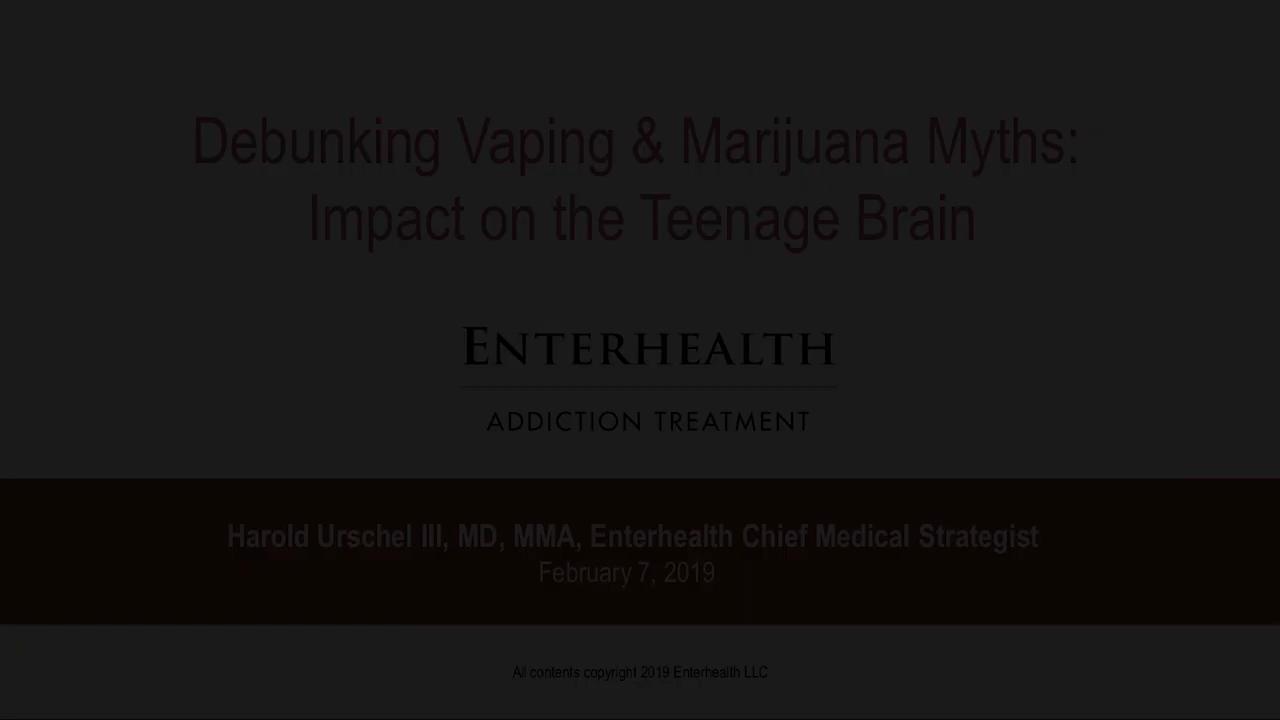 Debunking Vaping & Marijuana Myths:
Impact on the Teenage Brain
ENTERHEALTH
ADDICTION TREATMENT
Harold Urschel III, MD, MMA, Enterhealth Chief Medical Strategist
February 7, 2019
All contents copyright 2019 Enterhealth LLC